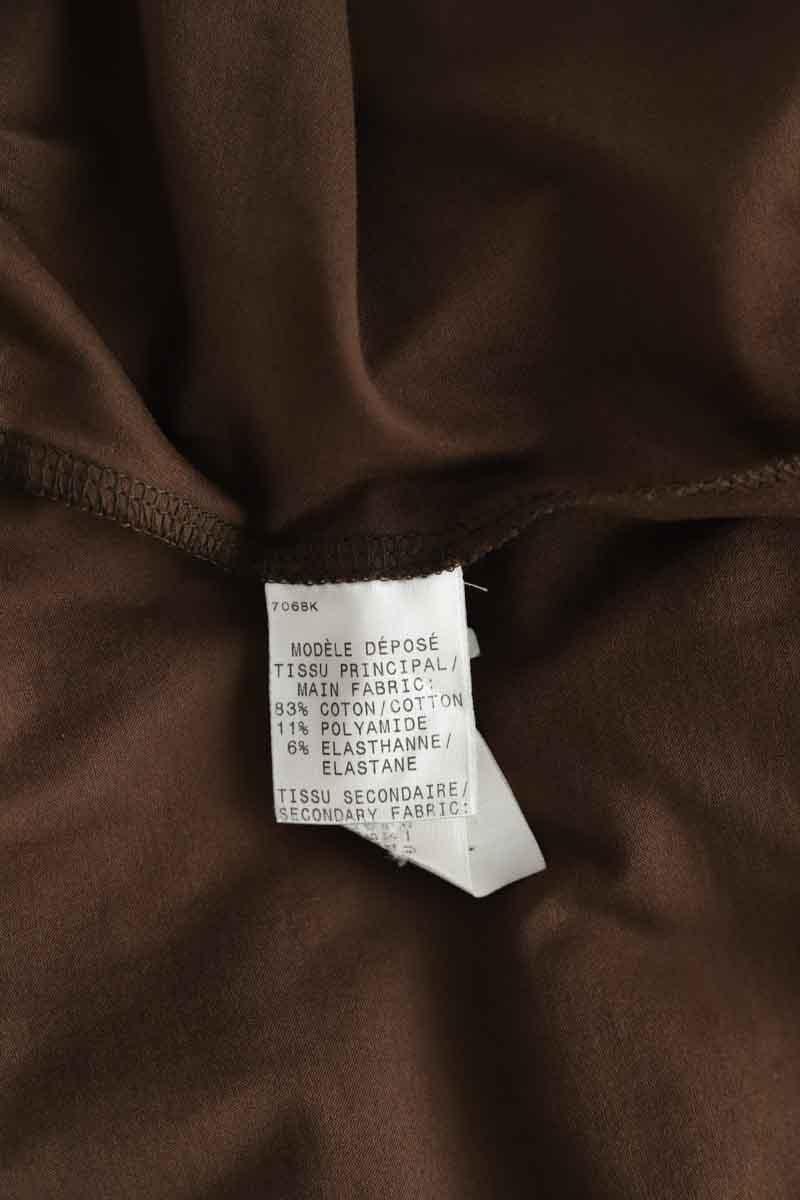 7068K
MODÈLE DÉPOSÉ
TISSU PRINCIPAL/
MAIN FABRIC:
83% COTON/COTTON
11% POLYAMIDE
6% ELASTHANNE/
ELASTANE
TISSU SECONDAIRE/
SECONDARY FABRIC: